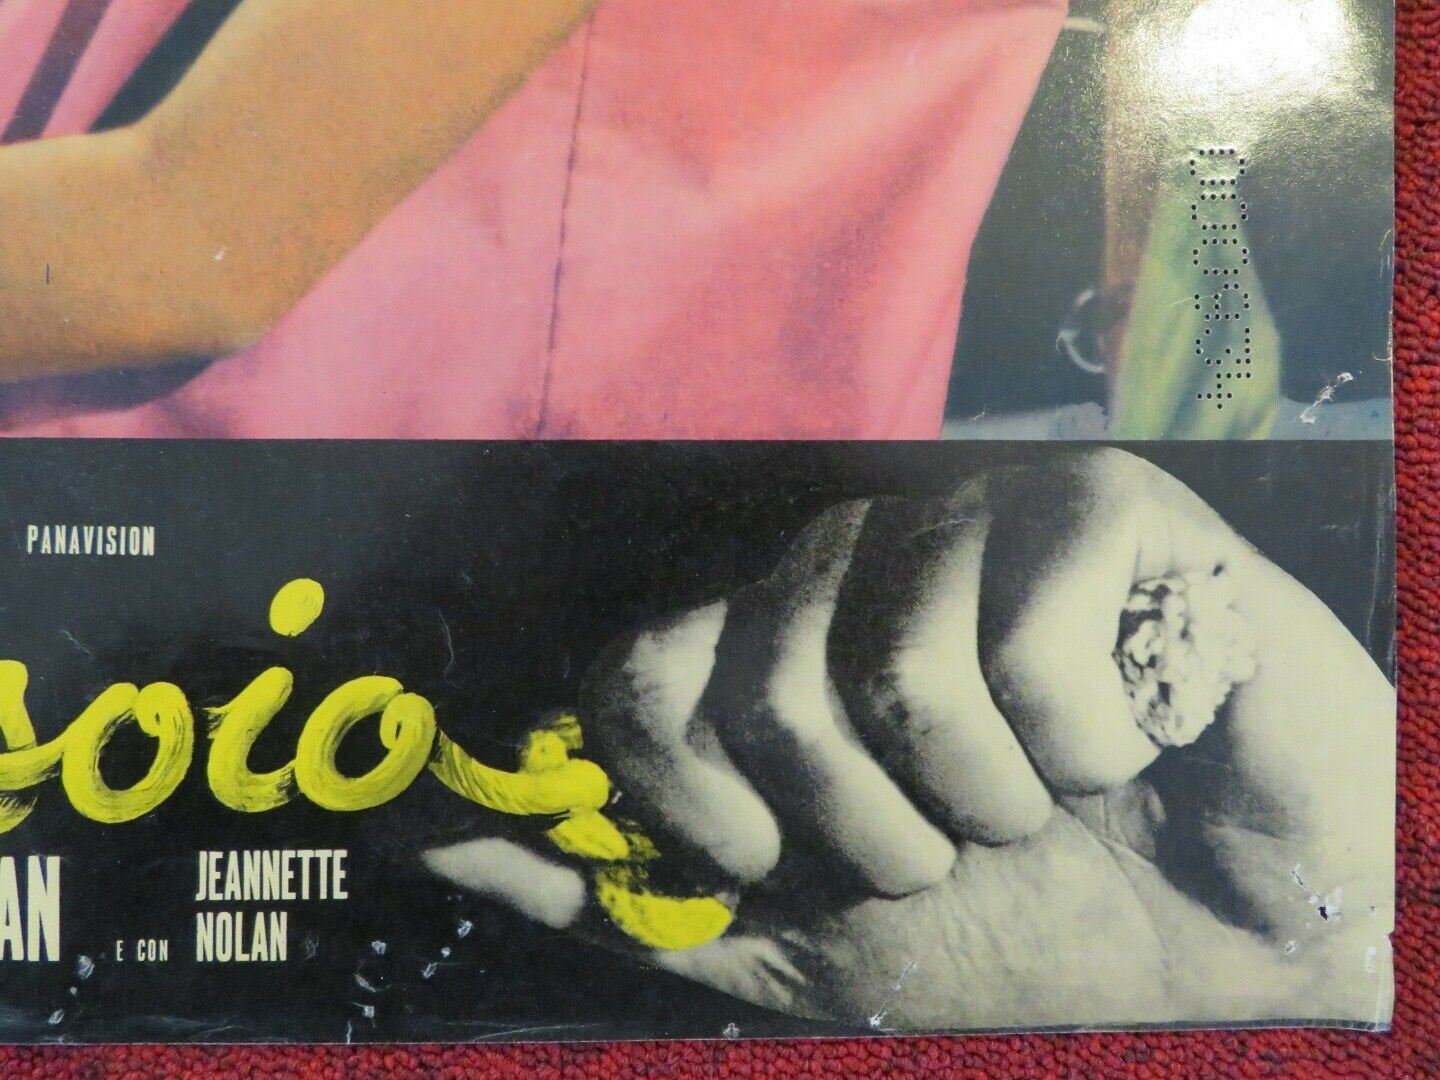 PANAVISION
soio
AN
E CON
JEANNETTE
NOLAN